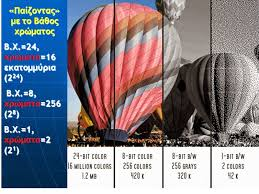 «Παίζοντας»
με το Βάθος
χρώματος
Β.Χ.=24,
χρώματα=16
εκατομμύρια
(2²⁴)
Β.Χ.=8,
χρώματα=256
(2⁸)
Β.Χ.=1,
χρώματα=2
(2¹)
24-BIT COLOR
16 MILLION COLORS
1.2 MB
8-BIT COLOR
256 COLORS
420 K
8-BIT B/W
256 GRAYS
320 K
1-BIT B/W
2 COLORS
42 K